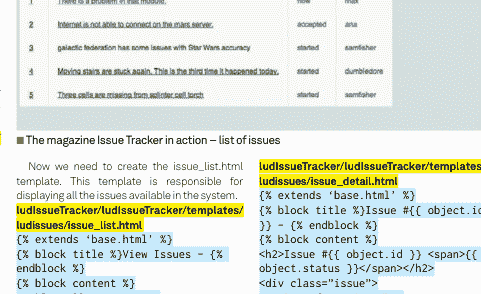 1 There is a problem in that module. new max
2 Internet is not able to connect on the mars server. accepted ana
3 galactic federation has some issues with Star Wars accuracy started samfisher
4 Moving stairs are stuck again. This is the third time it happened today. started dumbledore
5 Three cells are missing from splinter cell torch started samfisher
■ The magazine Issue Tracker in action – list of issues
Now we need to create the issue_list.html
template. This template is responsible for
displaying all the issues available in the system.
ludIssueTracker/ludIssueTracker/templates/
ludissues/issue_list.html
{% extends ‘base.html’ %}
{% block title %}View Issues - {%
endblock %}
{% block content %}
ludIssueTracker/ludIssueTracker/templates
ludissues/issue_detail.html
{% extends ‘base.html’ %}
{% block title %}Issue #{{ object.id
}} - {% endblock %}
{% block content %}
<h2>Issue #{{ object.id }} <span>{{
object.status }}</span></h2>
<div class=”issue”>